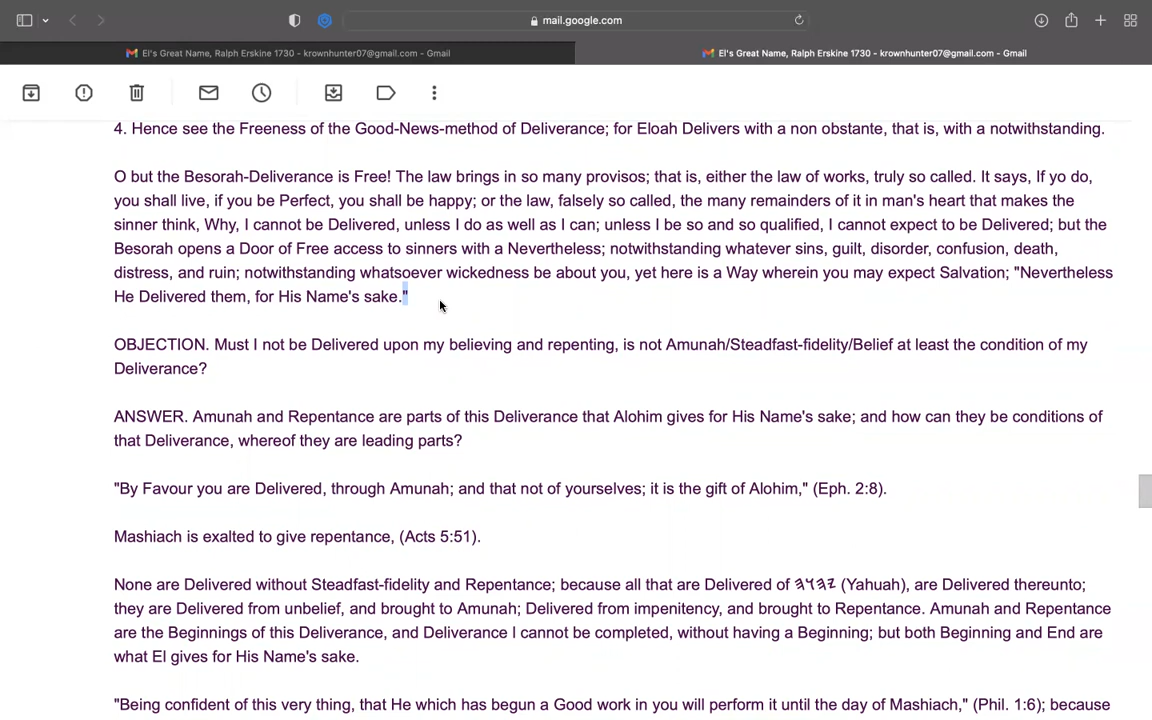 mail.google.com
El's Great Name, Ralph Erskine 1730 - krownhunter07@gmail.com - Gmail
El's Great Name, Ralph Erskine 1730 - krownhunter07@gmail.com - Gmail
4. Hence see the Freeness of the Good-News-method of Deliverance; for Eloah Delivers with a non obstante, that is, with a notwithstanding.
O but the Besorah-Deliverance is Free! The law brings in so many provisos; that is, either the law of works, truly so called. It says, If yo do,
you shall live, if you be Perfect, you shall be happy; or the law, falsely so called, the many remainders of it in man's heart that makes the
sinner think, Why, I cannot be Delivered, unless I do as well as I can; unless I be so and so qualified, I cannot expect to be Delivered; but the
Besorah opens a Door of Free access to sinners with a Nevertheless; notwithstanding whatever sins, guilt, disorder, confusion, death,
distress, and ruin; notwithstanding whatsoever wickedness be about you, yet here is a Way wherein you may expect Salvation; "Nevertheless
He Delivered them, for His Name's sake."
OBJECTION. Must I not be Delivered upon my believing and repenting, is not Amunah/Steadfast-fidelity/Belief at least the condition of my
Deliverance?
ANSWER. Amunah and Repentance are parts of this Deliverance that Alohim gives for His Name's sake; and how can they be conditions of
that Deliverance, whereof they are leading parts?
"By Favour you are Delivered, through Amunah; and that not of yourselves; it is the gift of Alohim," (Eph. 2:8).
Mashiach is exalted to give repentance, (Acts 5:51).
None are Delivered without Steadfast-fidelity and Repentance; because all that are Delivered of 𐤉𐤄𐤅𐤄 (Yahuah), are Delivered thereunto;
they are Delivered from unbelief, and brought to Amunah; Delivered from impenitency, and brought to Repentance. Amunah and Repentance
are the Beginnings of this Deliverance, and Deliverance I cannot be completed, without having a Beginning; but both Beginning and End are
what El gives for His Name's sake.
"Being confident of this very thing, that He which has begun a Good work in you will perform it until the day of Mashiach," (Phil. 1:6); because